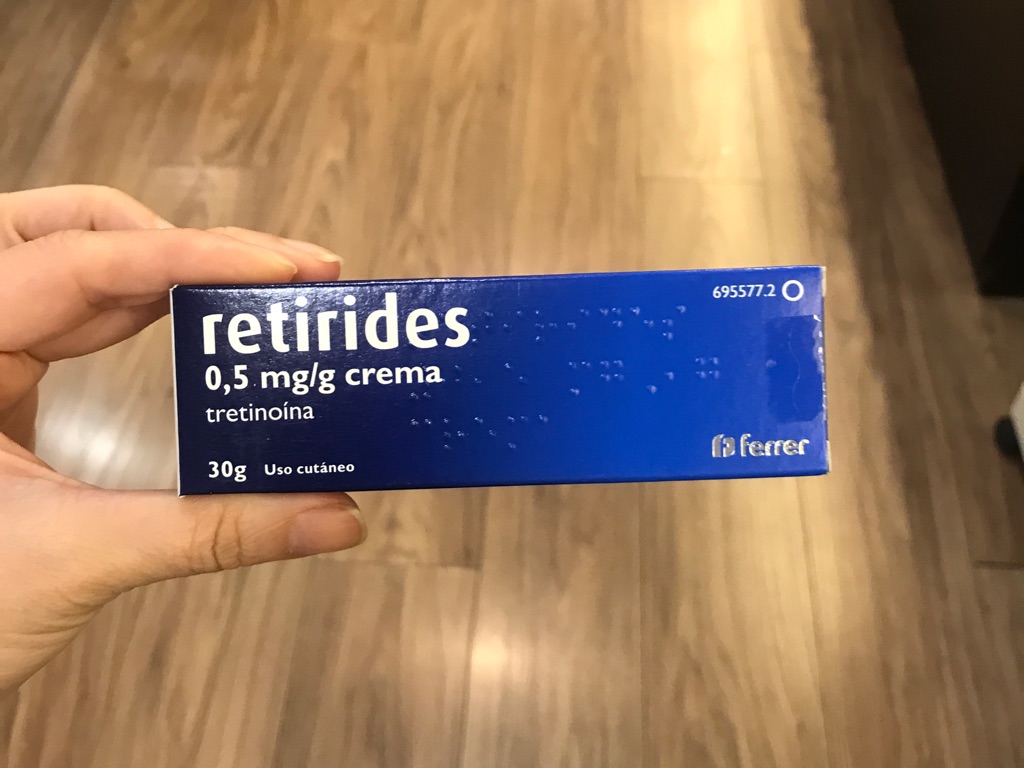 retirides
695577.2
0,5 mg/g crema
tretinoína
30g Uso cutáneo
ferrer